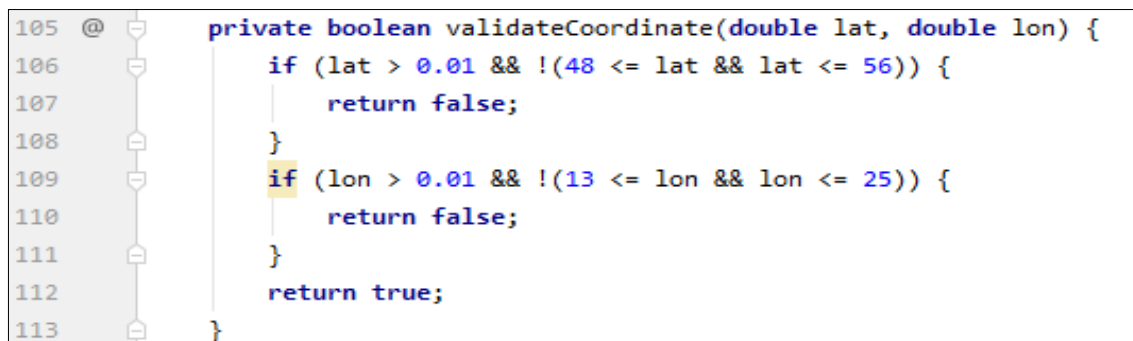 105 @ private boolean validateCoordinate(double lat, double lon) {
106 if (lat > 0.01 && !(48 <= lat && lat <= 56)) {
107 return false;
108 }
109 if (lon > 0.01 && !(13 <= lon && lon <= 25)) {
110 return false;
111 }
112 return true;
113 }